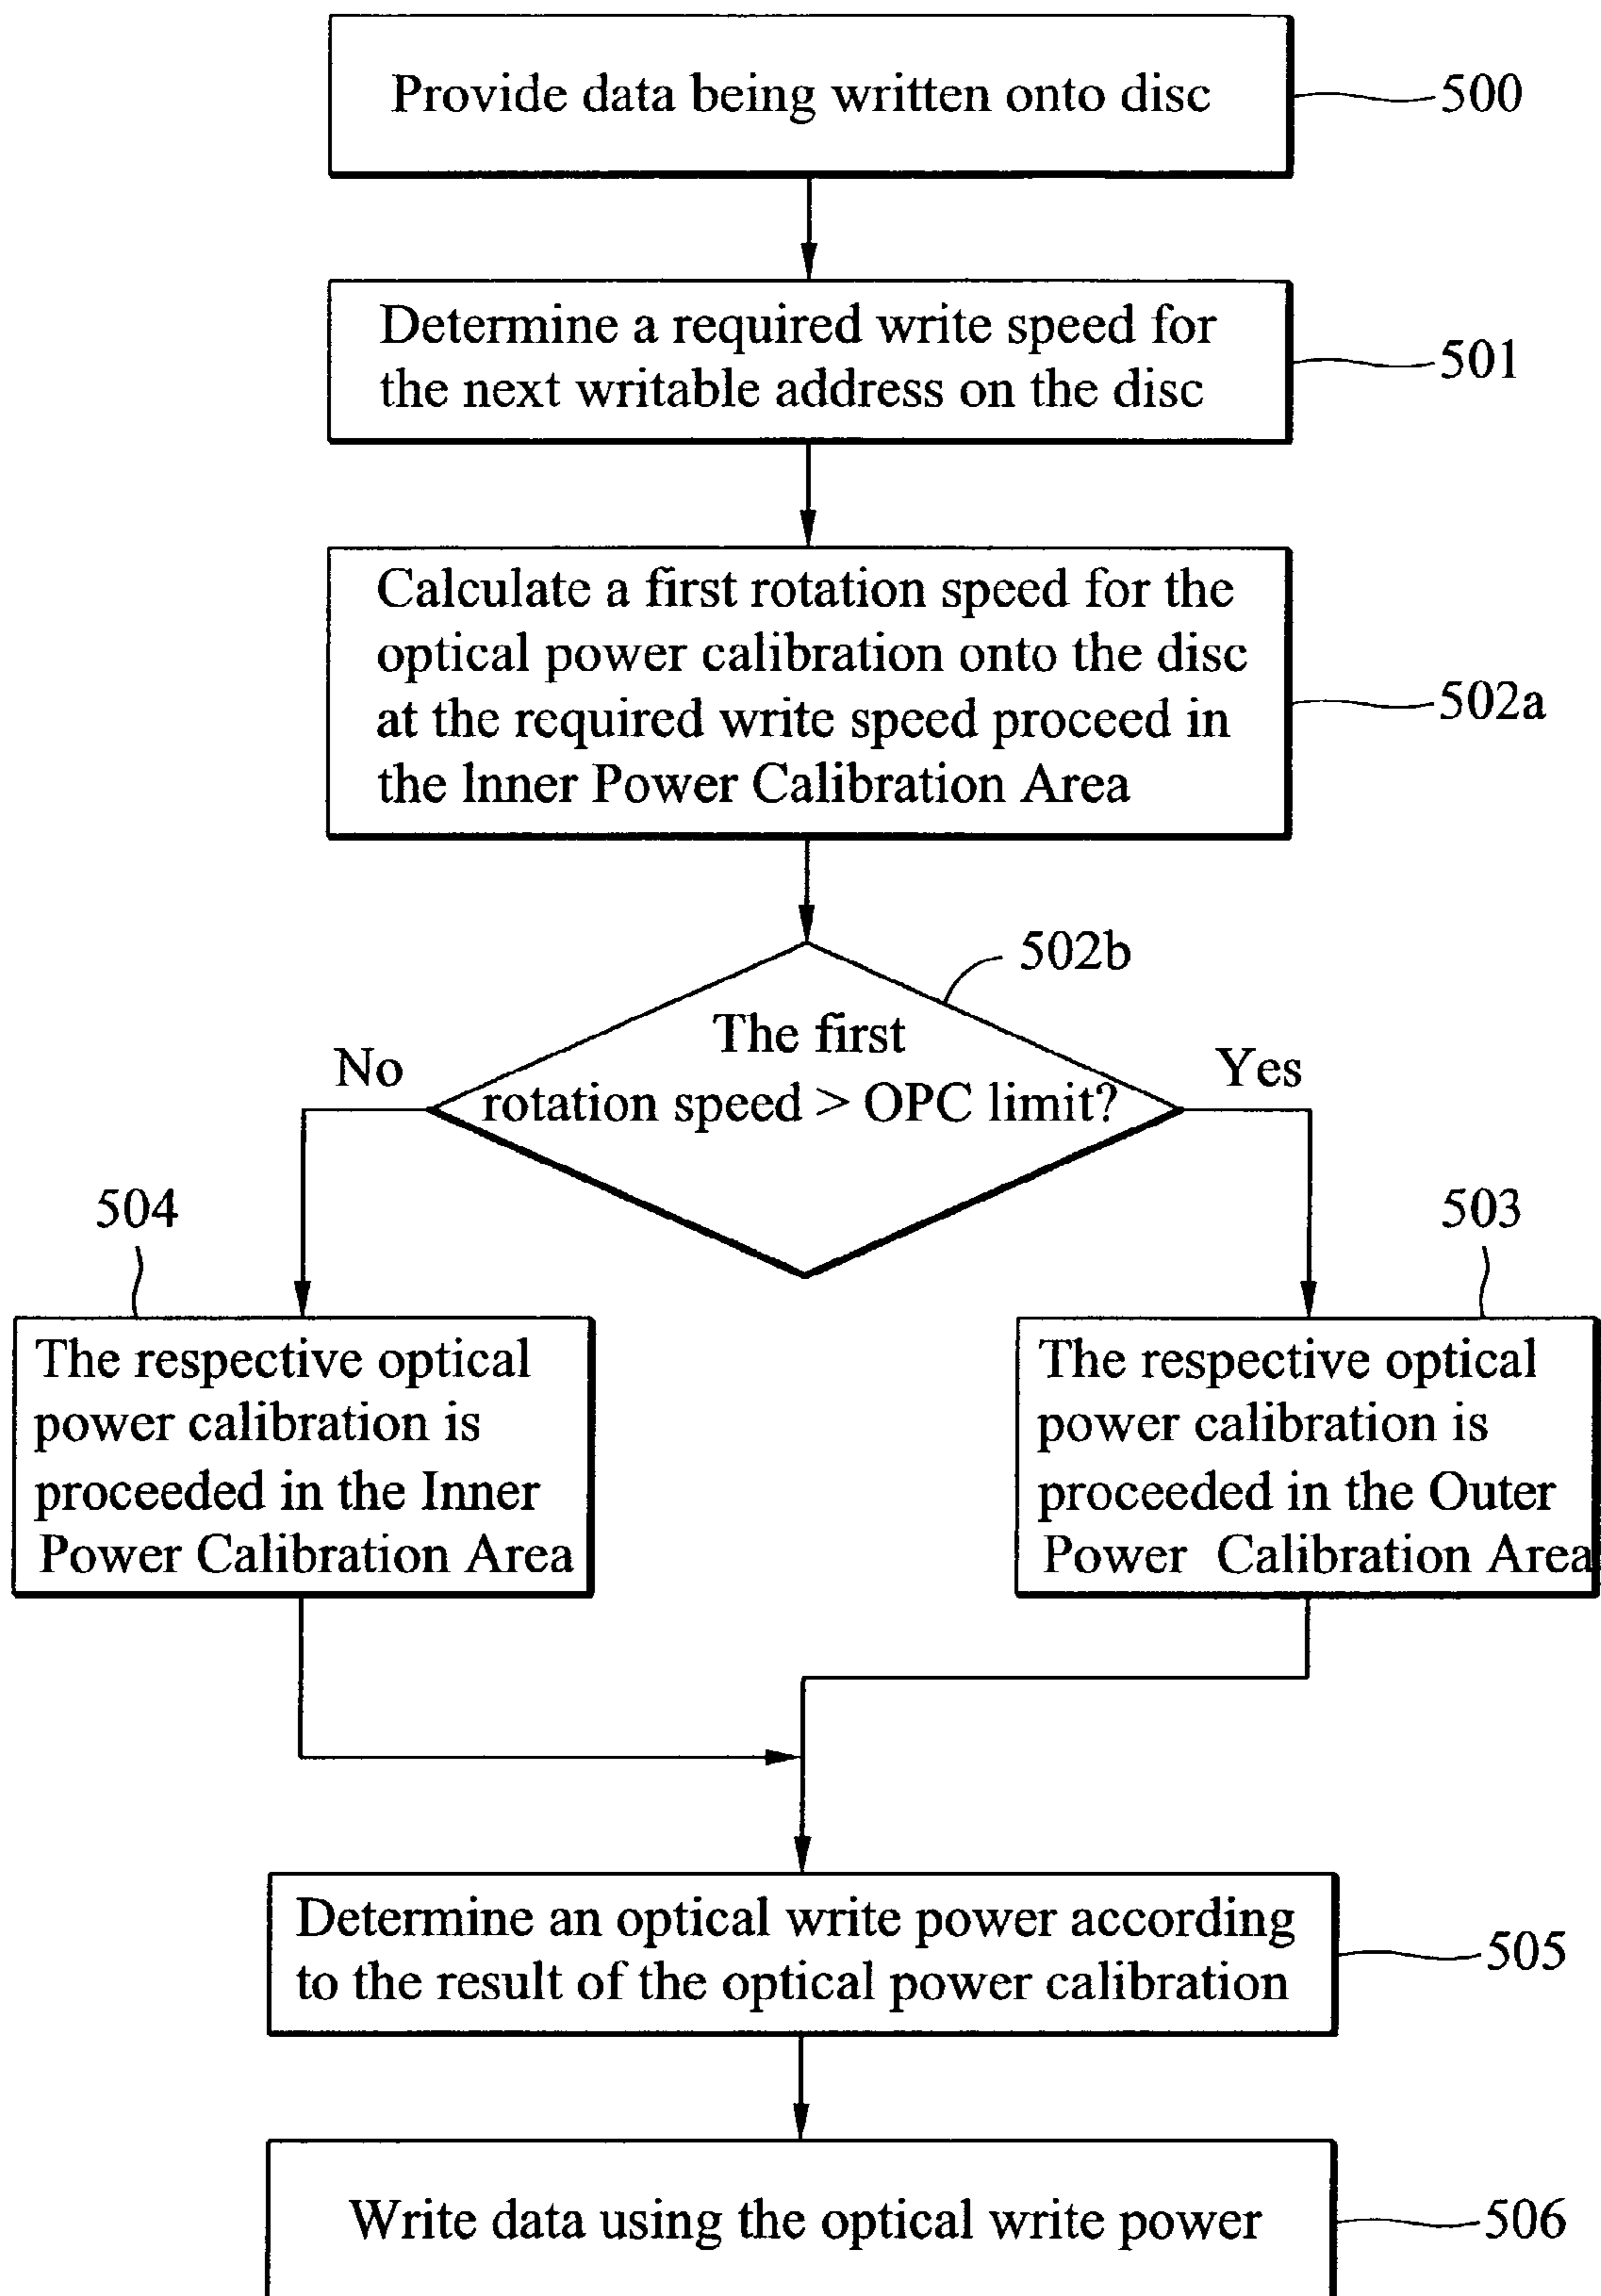 Provide data being written onto disc
500
Determine a required write speed for
the next writable address on the disc
501
Calculate a first rotation speed for the
optical power calibration onto the disc
at the required write speed proceed in
the Inner Power Calibration Area
502a
502b
The first
rotation speed > OPC limit?
No
Yes
504
503
The respective optical
power calibration is
proceeded in the Inner
Power Calibration Area
The respective optical
power calibration is
proceeded in the Outer
Power Calibration Area
Determine an optical write power according
to the result of the optical power calibration
505
Write data using the optical write power
506